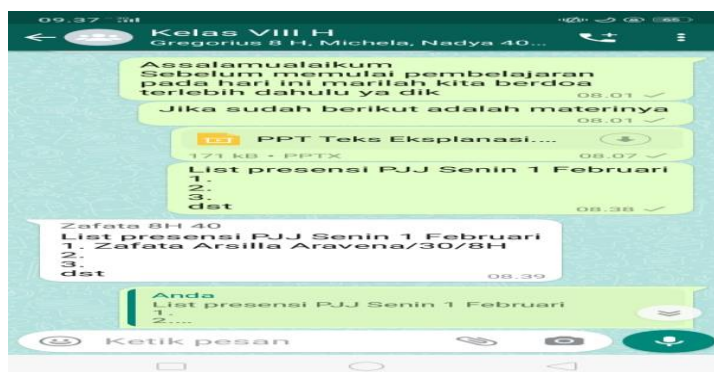 09.37
Kelas VIII H
Gregorius 8 H, Michela, Nadya 40...
Assalamualaikum
Sebelum memulai pembelajaran
pada hari ini marilah kita berdoa
terlebih dahulu ya dik
08.01
Jika sudah berikut adalah materinya
08.01
PPT Teks Eksplanasi....
171 kB • PPTX
08.07
List presensi PJJ Senin 1 Februari
1.
2.
3.
dst
08.38
Zafata 8H 40
List presensi PJJ Senin 1 Februari
1. Zafata Arsilla Aravena/30/8H
2.
3.
dst
08.39
Anda
List presensi PJJ Senin 1 Februari
1.
2....
Ketik pesan